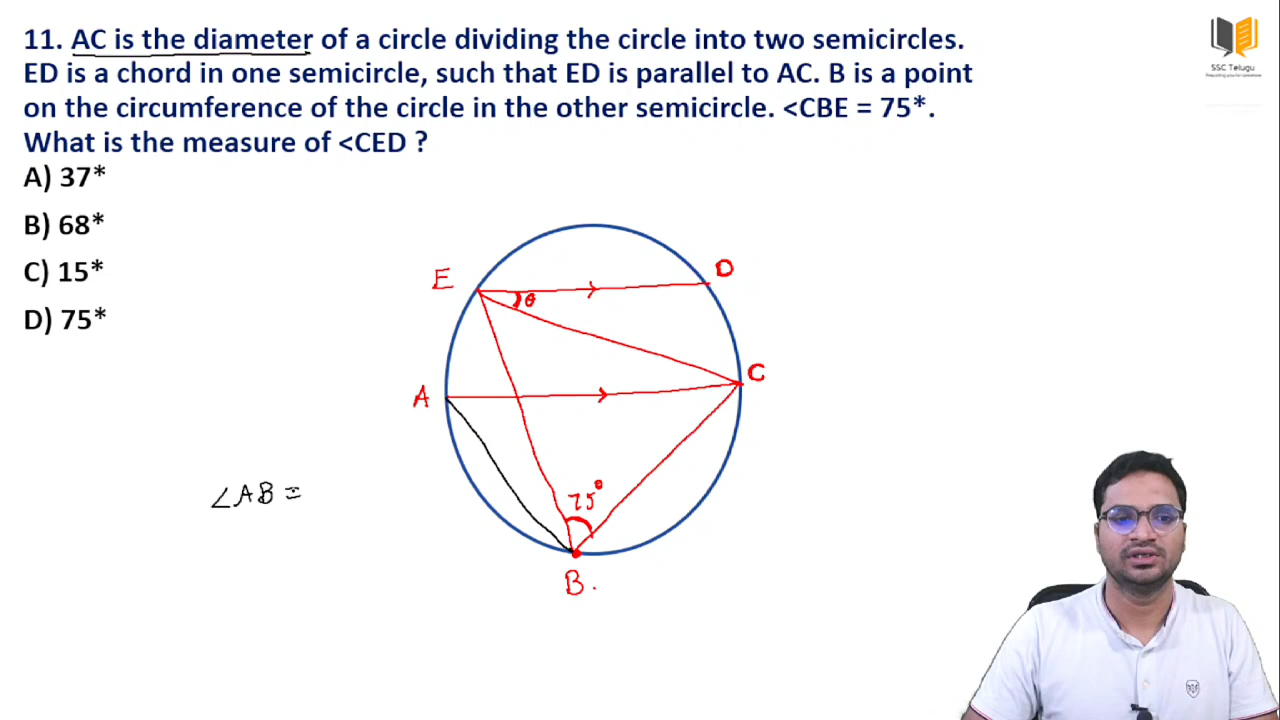 11. AC is the diameter of a circle dividing the circle into two semicircles.
ED is a chord in one semicircle, such that ED is parallel to AC. B is a point
on the circumference of the circle in the other semicircle. <CBE = 75*.
What is the measure of <CED ?
A) 37*
B) 68*
C) 15*
D) 75*
SSC Telugu
E
D
θ
C
A
∠AB =
75°
B.